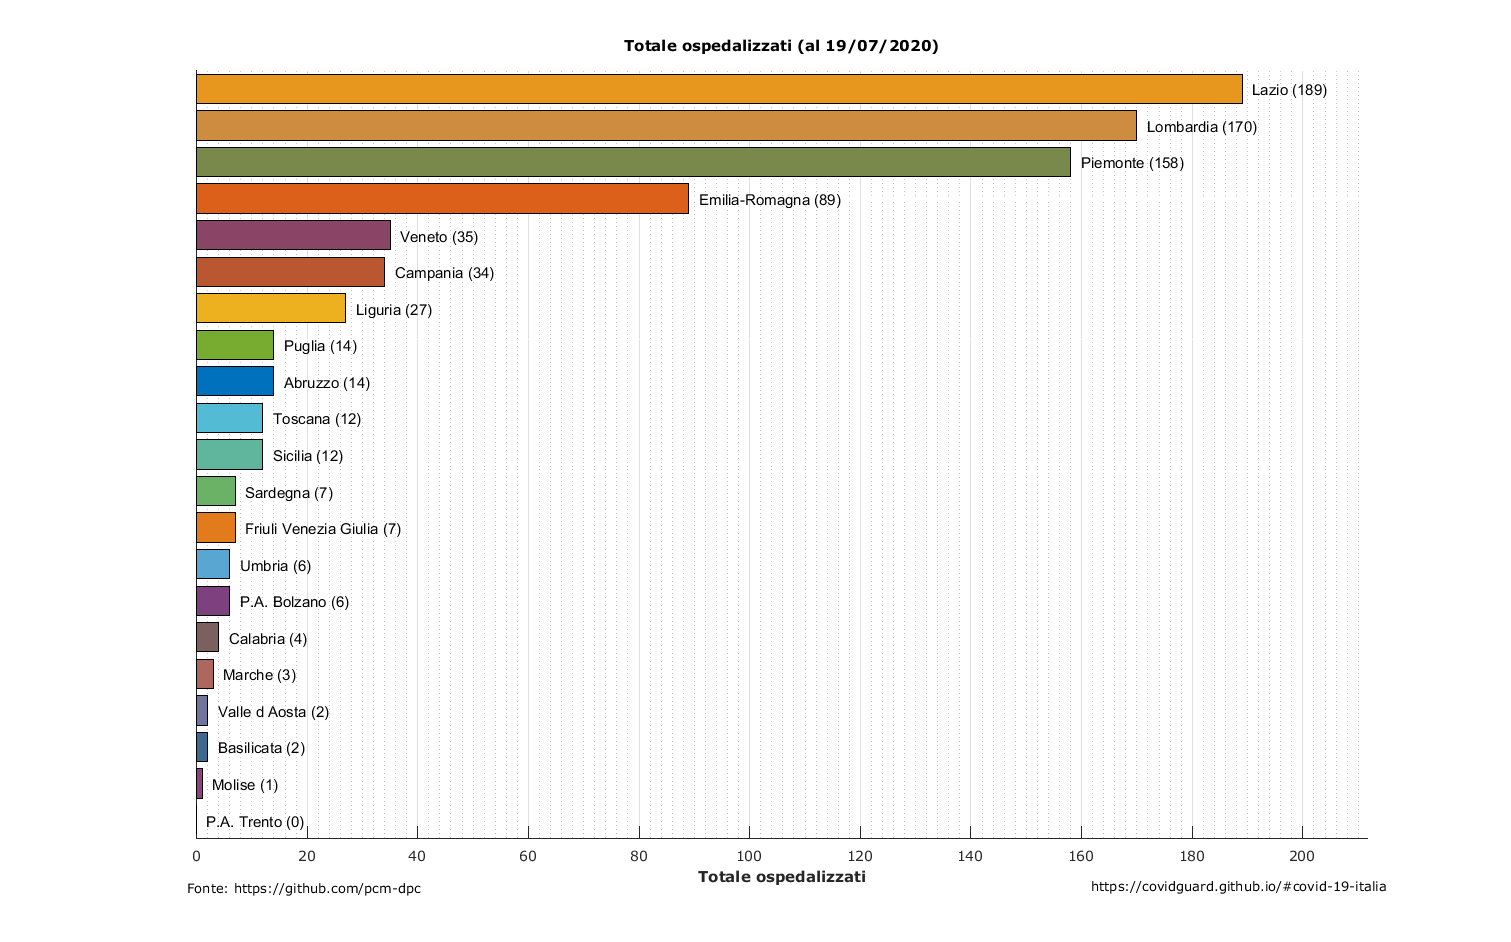 Totale ospedalizzati (al 19/07/2020)
Lazio (189)
Lombardia (170)
Piemonte (158)
Emilia-Romagna (89)
Veneto (35)
Campania (34)
Liguria (27)
Puglia (14)
Abruzzo (14)
Toscana (12)
Sicilia (12)
Sardegna (7)
Friuli Venezia Giulia (7)
Umbria (6)
P.A. Bolzano (6)
Calabria (4)
Marche (3)
Valle d Aosta (2)
Basilicata (2)
Molise (1)
P.A. Trento (0)
0 20 40 60 80 100 120 140 160 180 200
Totale ospedalizzati
Fonte: https://github.com/pcm-dpc
https://covidguard.github.io/#covid-19-italia